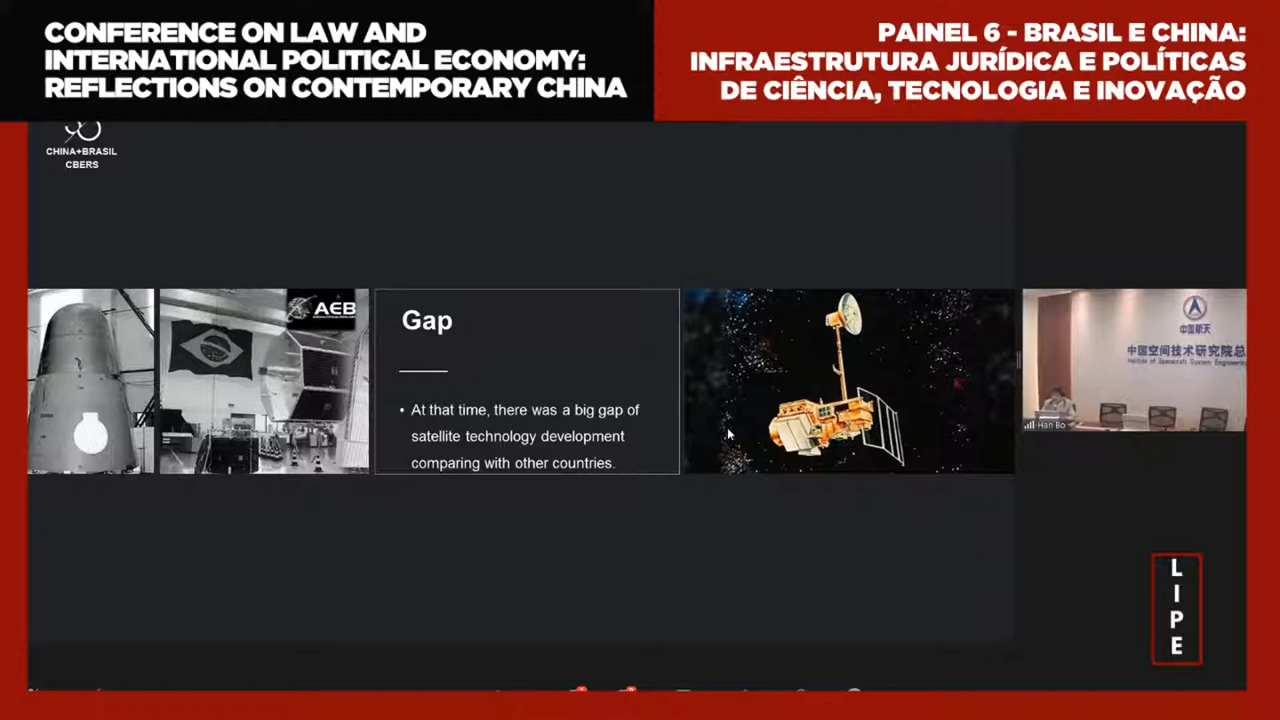 CONFERENCE ON LAW AND
INTERNATIONAL POLITICAL ECONOMY:
REFLECTIONS ON CONTEMPORARY CHINA
PAINEL 6 - BRASIL E CHINA:
INFRAESTRUTURA JURÍDICA E POLÍTICAS
DE CIÊNCIA, TECNOLOGIA E INOVAÇÃO
CHINA+BRASIL
CBERS
AEB
Gap
• At that time, there was a big gap of
satellite technology development
comparing with other countries.
中国航天
中国空间技术研究院总
Institute of Spacecraft System Engineering
Han Bo
L
I
P
E